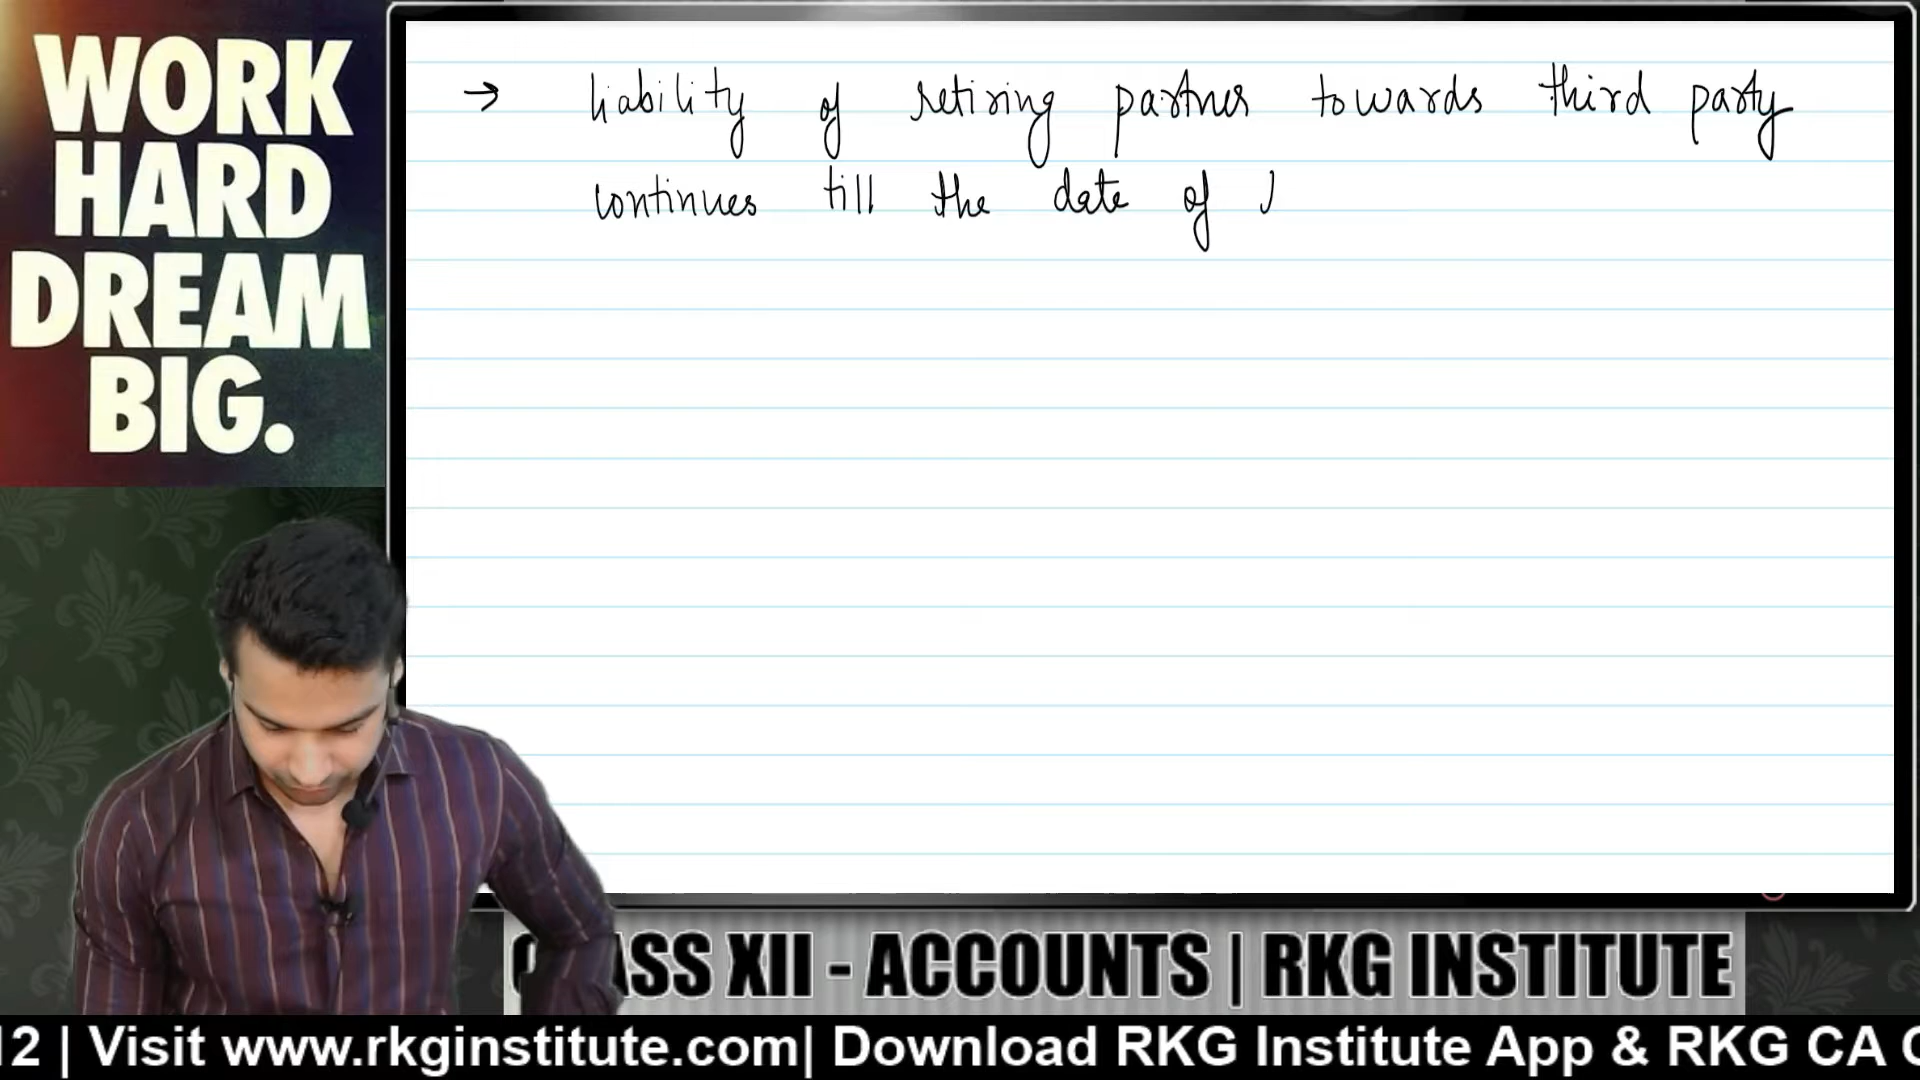 WORK
HARD
DREAM
BIG.
→ liability of retiring partner towards third party
continues till the date of
ASS XII - ACCOUNTS | RKG INSTITUTE
12 | Visit www.rkginstitute.com| Download RKG Institute App & RKG CA C